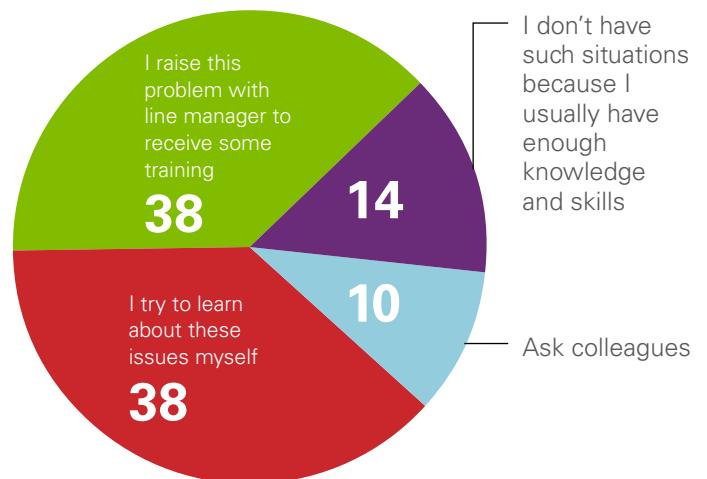 I raise this
problem with
line manager to
receive some
training
38
14
I don't have
such situations
because I
usually have
enough
knowledge
and skills
10
Ask colleagues
I try to learn
about these
issues myself
38